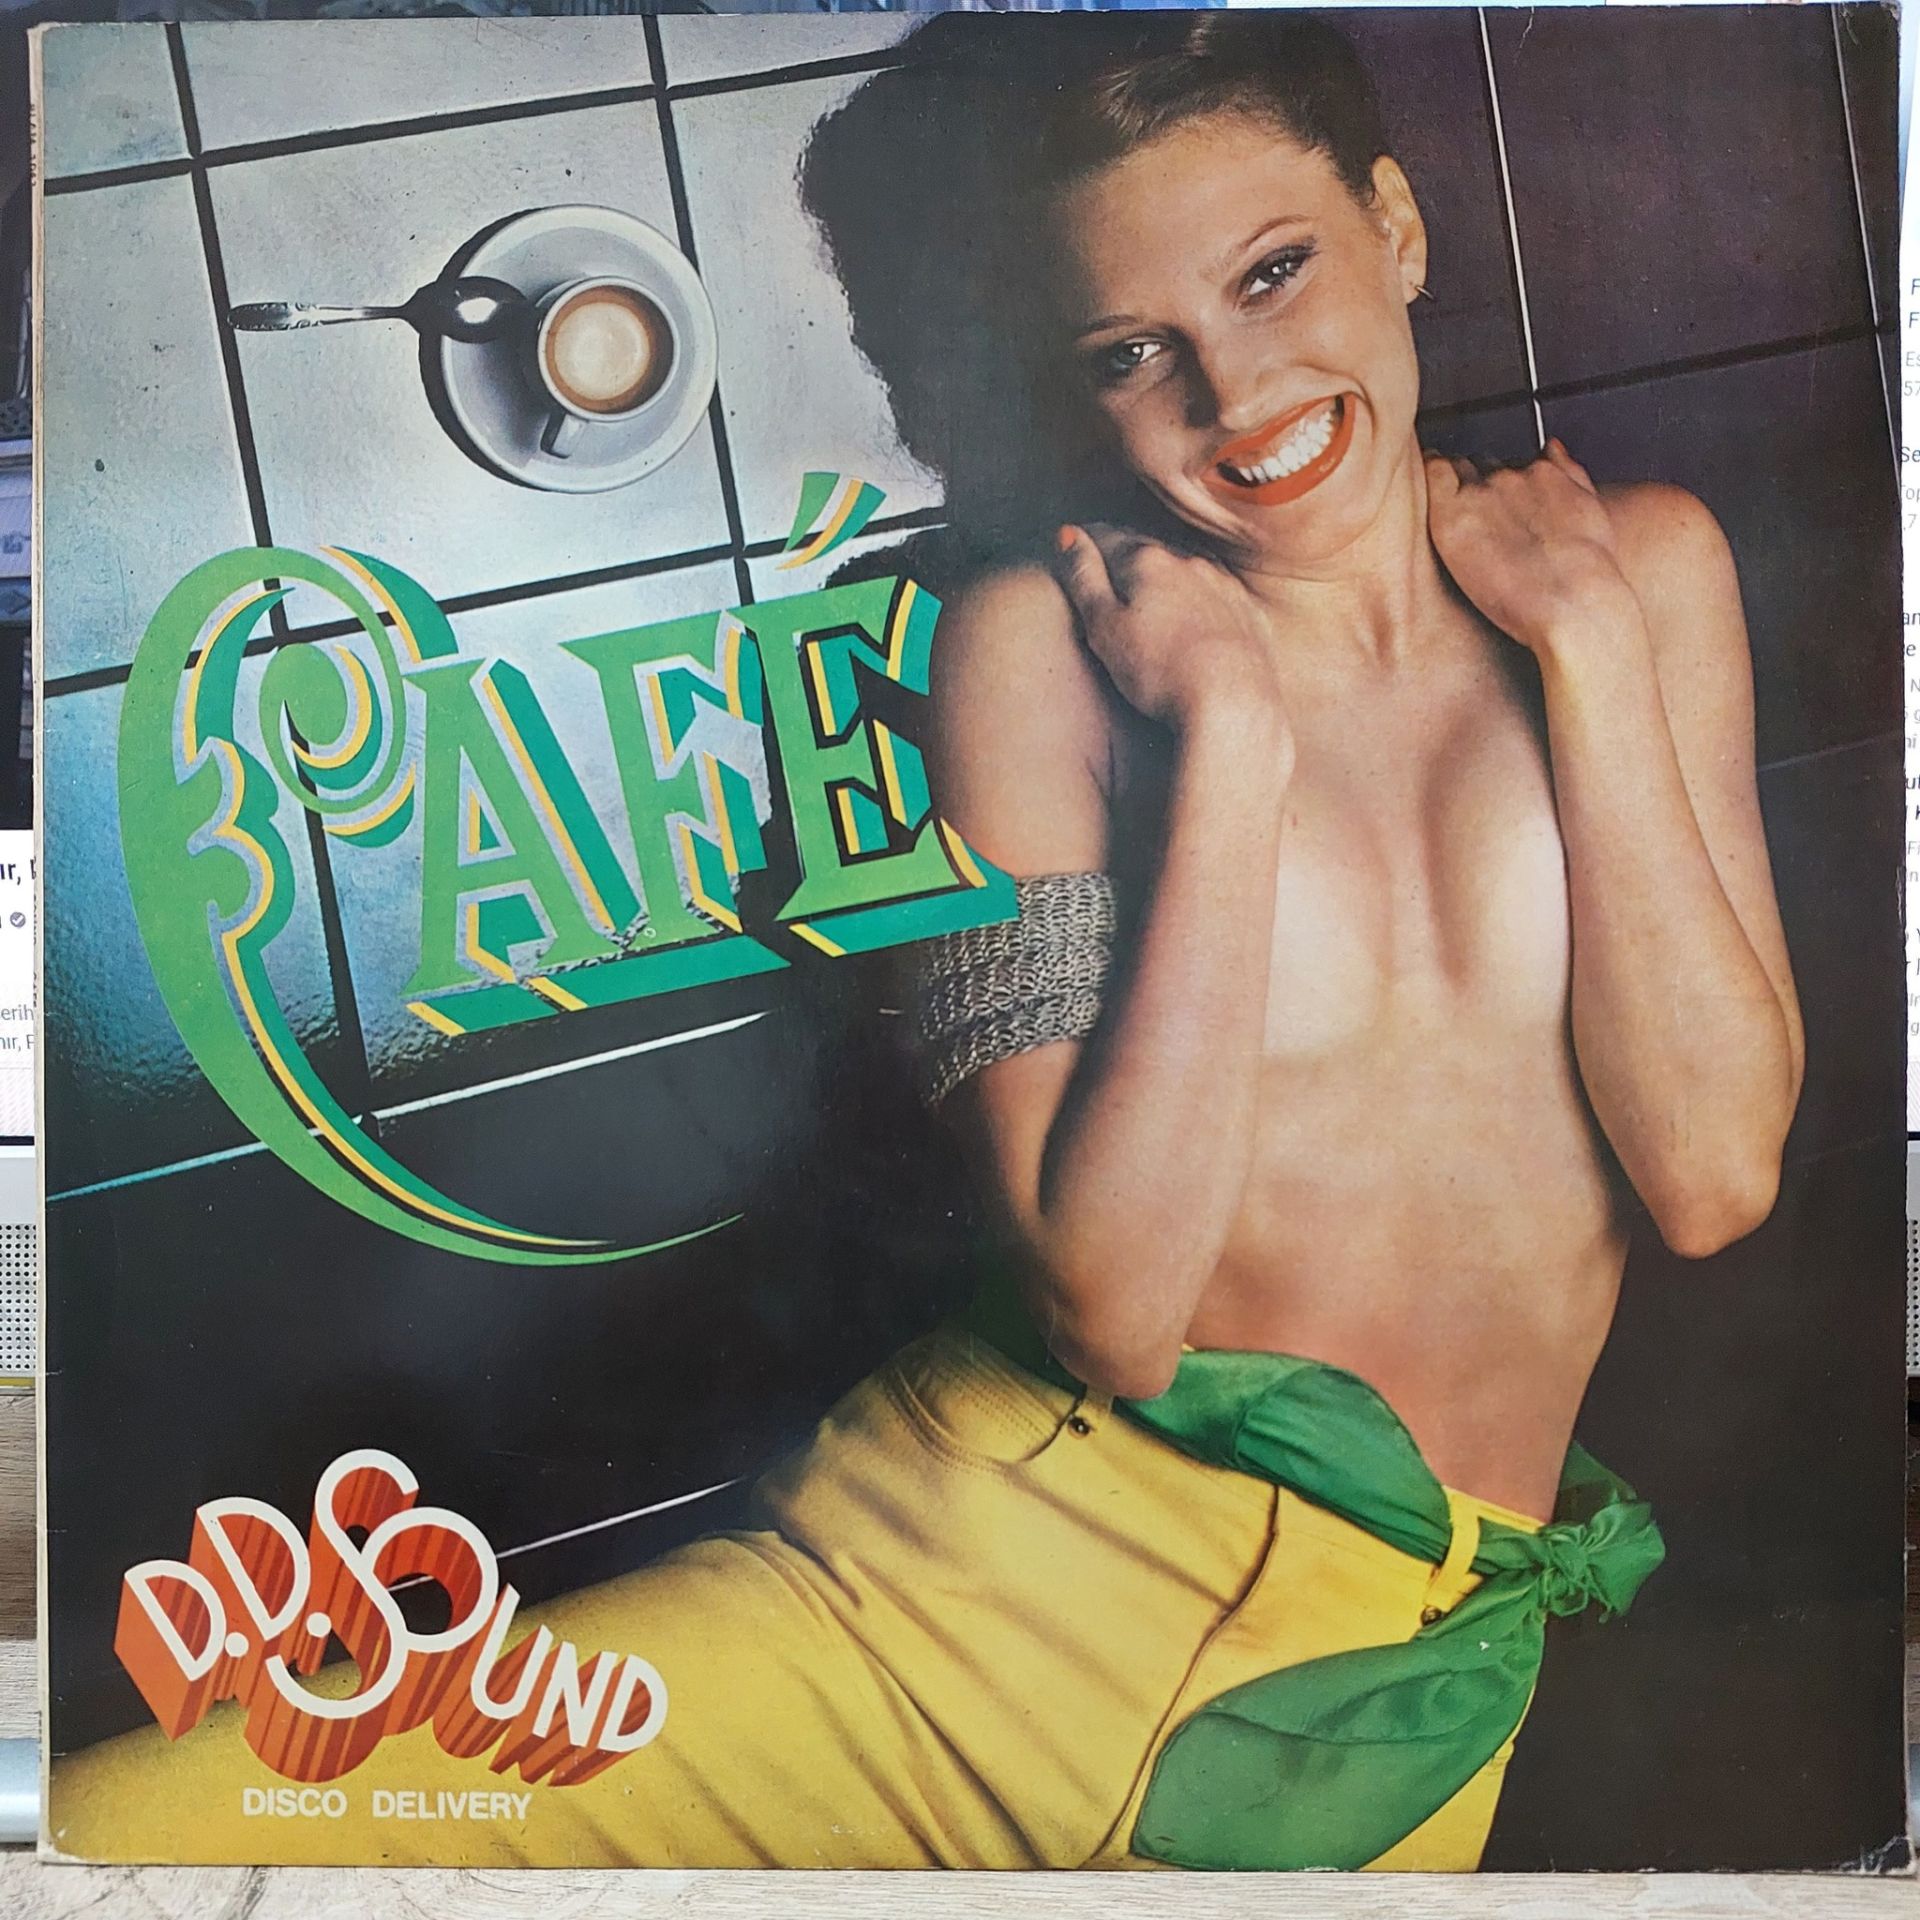 CAFÉ
D.D. SOUND
DISCO DELIVERY